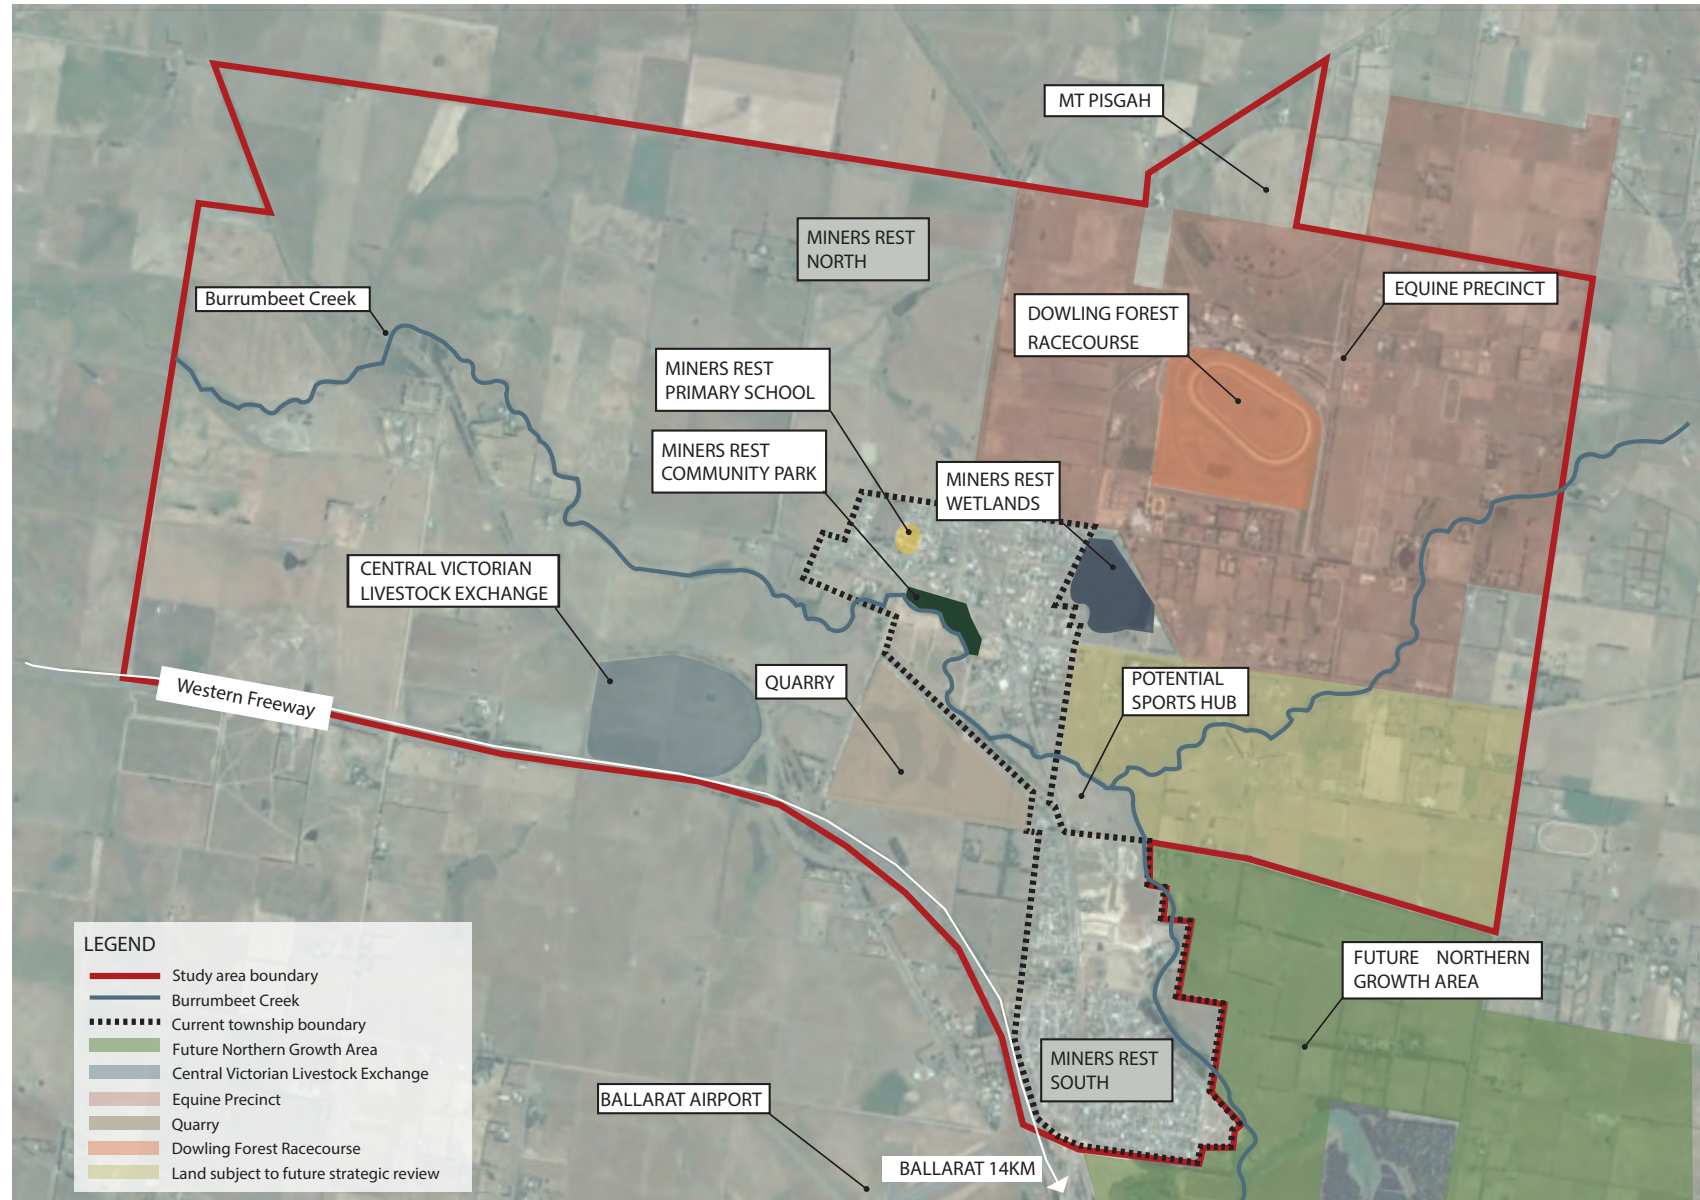 MT PISGAH
MINERS REST
NORTH
EQUINE PRECINCT
Burrumbeet Creek
DOWLING FOREST
RACECOURSE
MINERS REST
PRIMARY SCHOOL
MINERS REST
COMMUNITY PARK
MINERS REST
WETLANDS
CENTRAL VICTORIAN
LIVESTOCK EXCHANGE
QUARRY
POTENTIAL
SPORTS HUB
Western Freeway
FUTURE NORTHERN
GROWTH AREA
MINERS REST
SOUTH
BALLARAT AIRPORT
BALLARAT 14KM
LEGEND
Study area boundary
Burrumbeet Creek
Current township boundary
Future Northern Growth Area
Central Victorian Livestock Exchange
Equine Precinct
Quarry
Dowling Forest Racecourse
Land subject to future strategic review